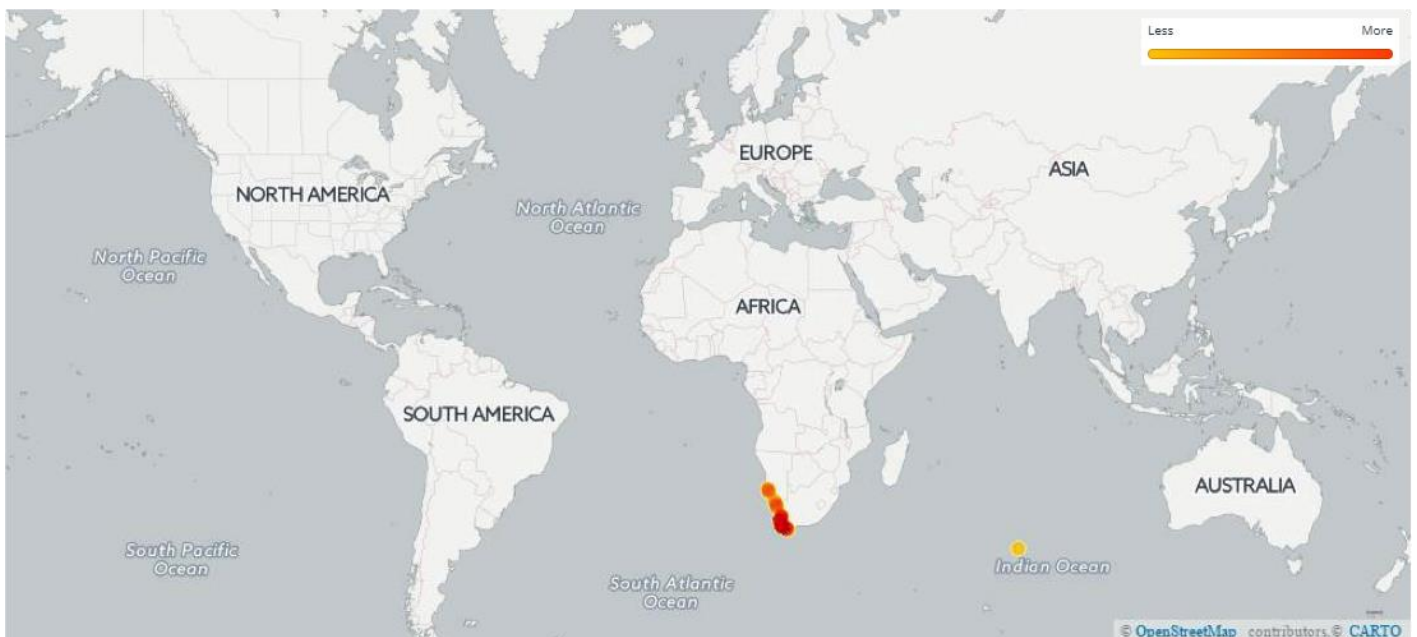 Less More
NORTH AMERICA
EUROPE
ASIA
North Atlantic
Ocean
North Pacific
Ocean
AFRICA
SOUTH AMERICA
AUSTRALIA
South Pacific
Ocean
South Atlantic
Ocean
Indian Ocean
© OpenStreetMap contributors © CARTO